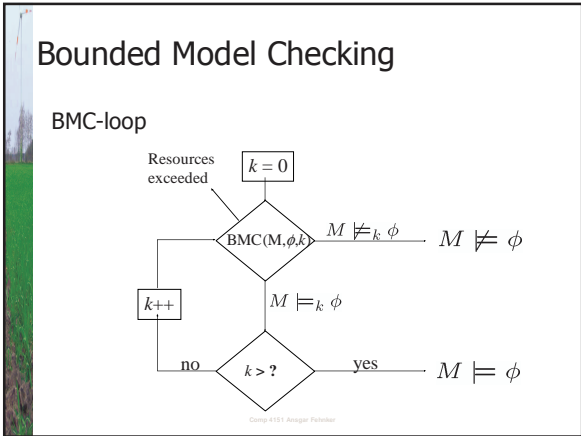 Bounded Model Checking
BMC-loop
Resources
exceeded
k = 0
BMC(M,ϕ,k)
M ⊭ₖ ϕ
M ⊭ ϕ
k++
M ⊨ₖ ϕ
no
k > ?
yes
M ⊨ ϕ
Comp 4151 Ansgar Fehnker